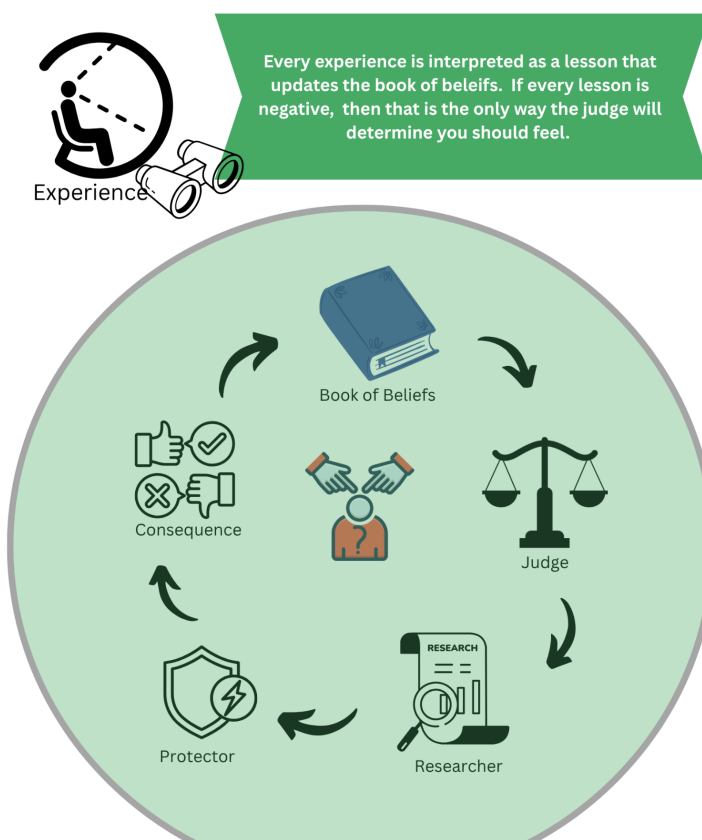 Every experience is interpreted as a lesson that
updates the book of beleifs. If every lesson is
negative, then that is the only way the judge will
determine you should feel.
Experience
Book of Beliefs
Consequence
Judge
RESEARCH
Protector
Researcher